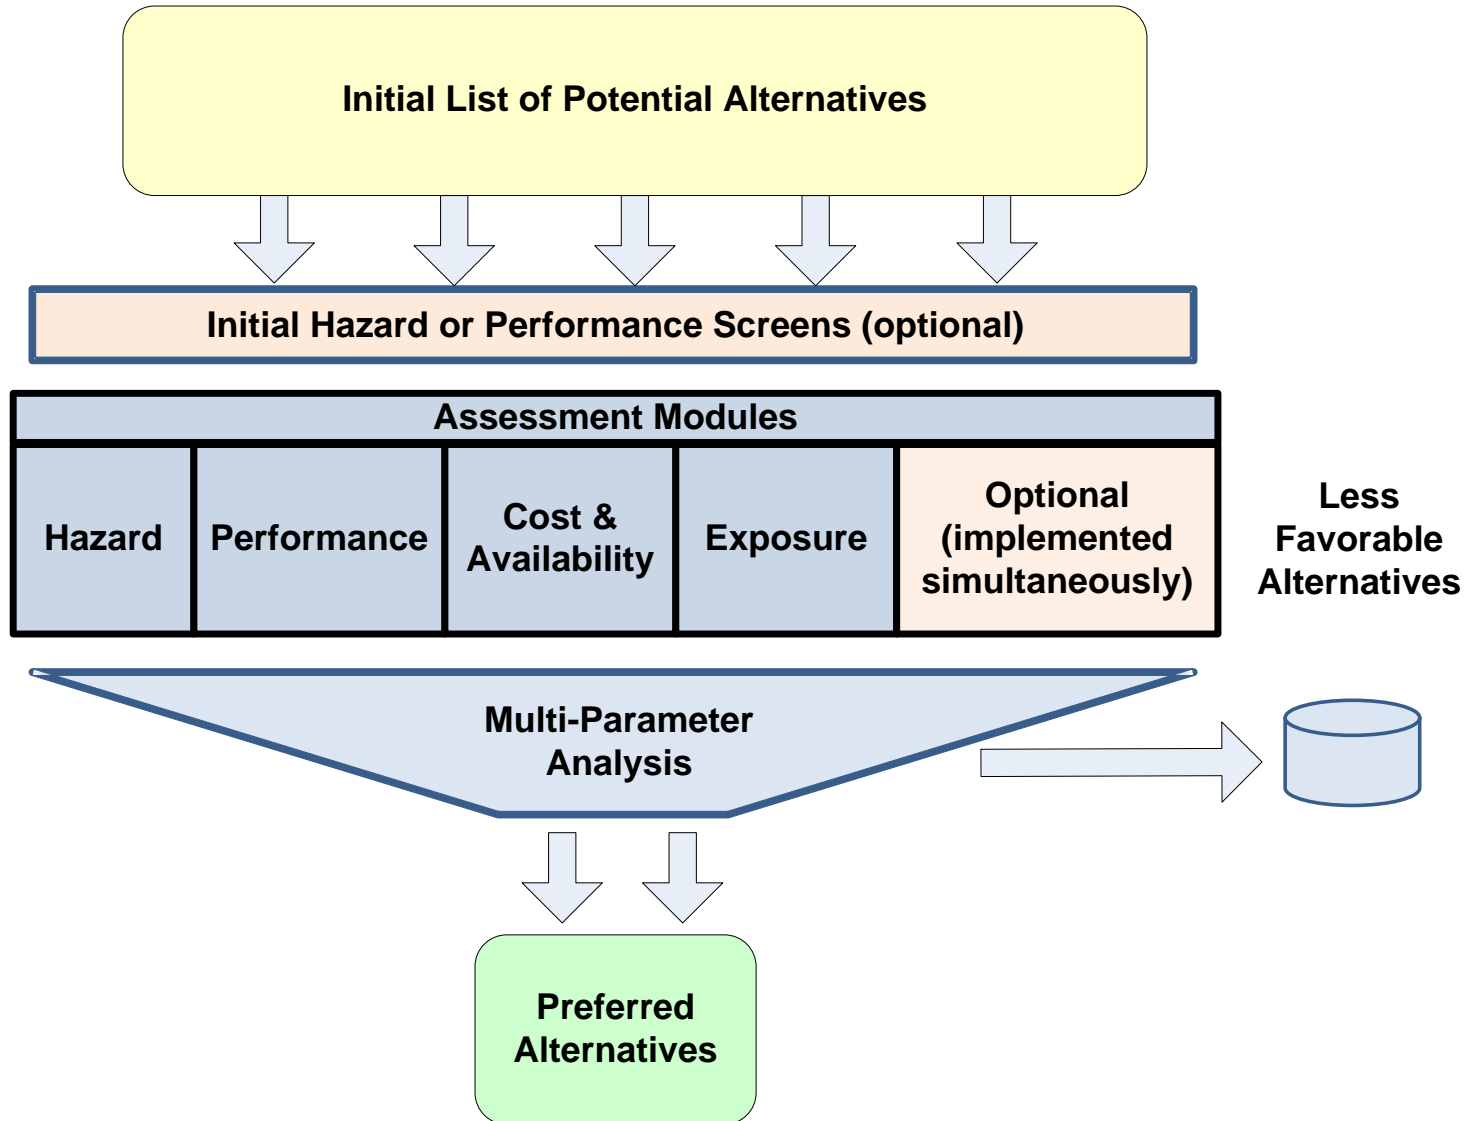 Initial List of Potential Alternatives
Initial Hazard or Performance Screens (optional)
Assessment Modules
Hazard
Performance
Cost &
Availability
Exposure
Optional
(implemented
simultaneously)
Less
Favorable
Alternatives
Multi-Parameter
Analysis
Preferred
Alternatives